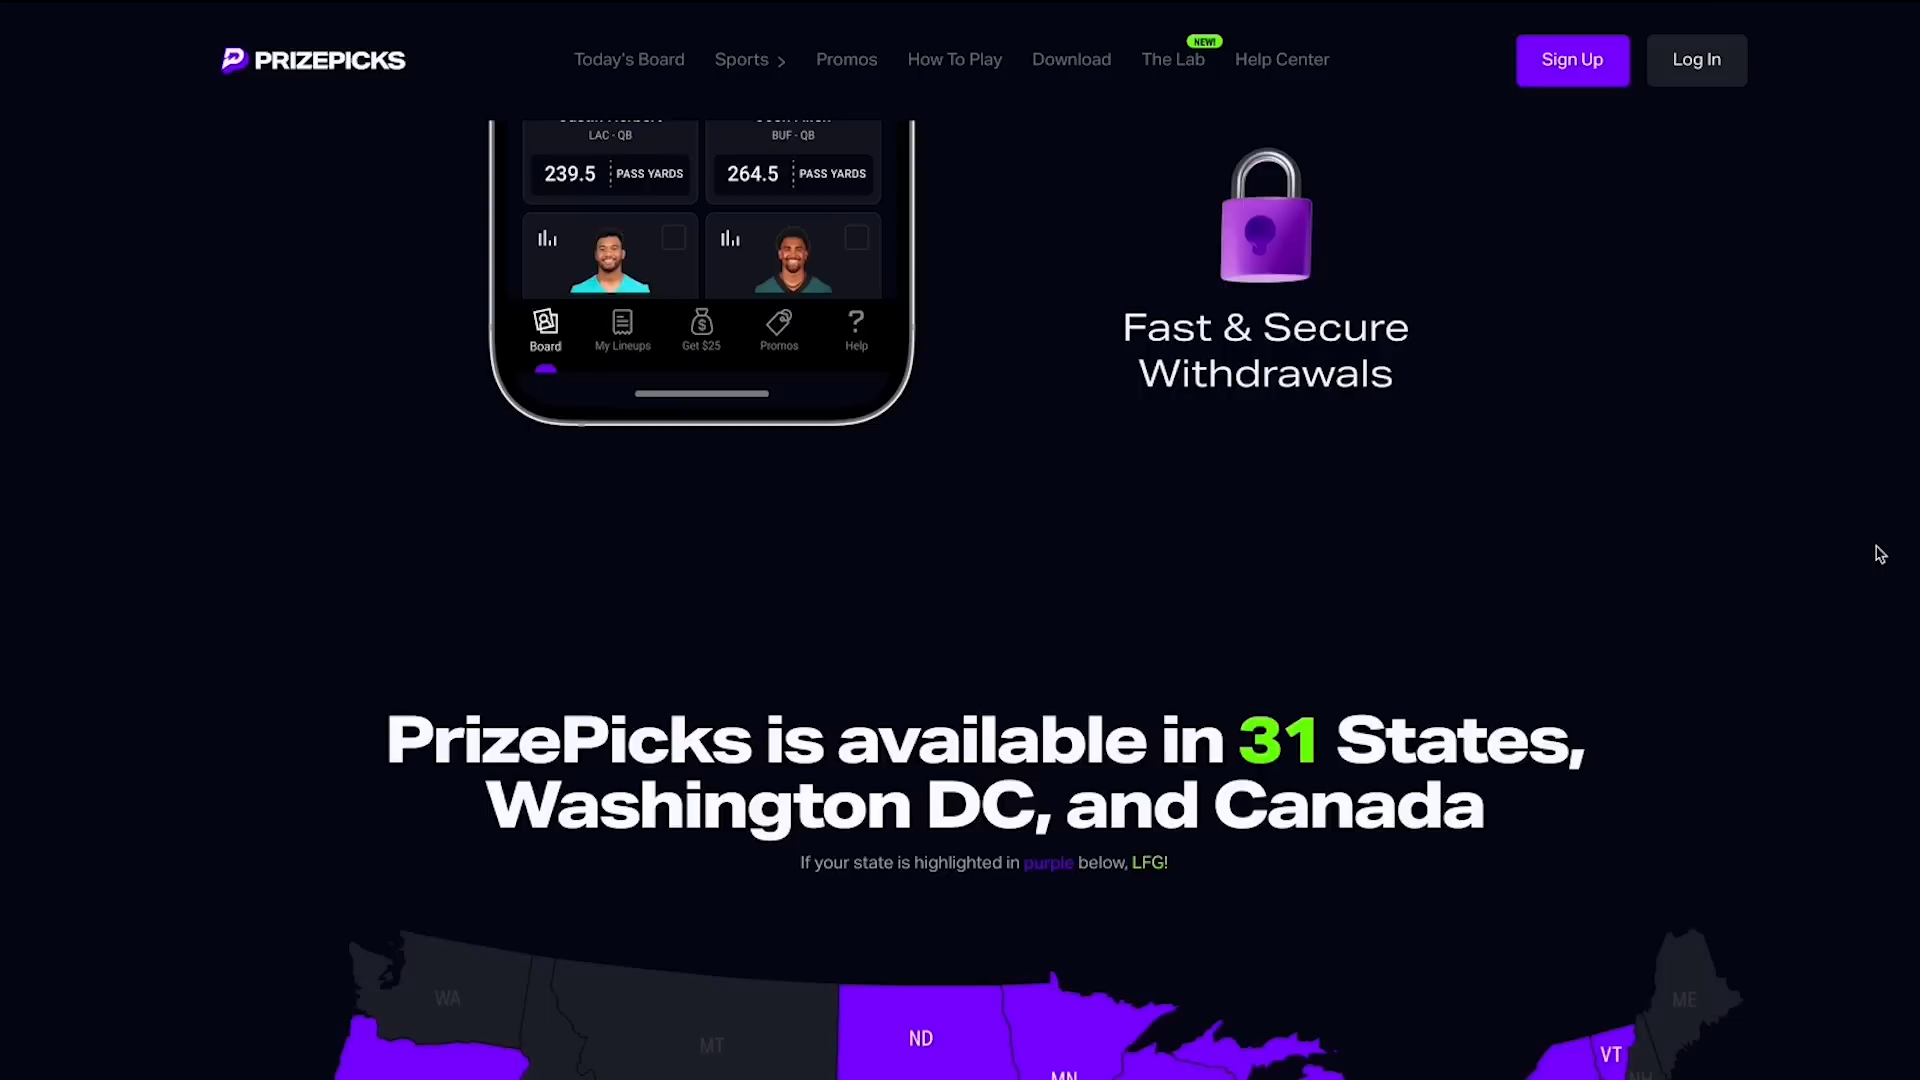 PRIZEPICKS
Today's Board
Sports
Promos
How To Play
Download
The Lab
NEW!
Help Center
Sign Up
Log In
LAC - QB
BUF - QB
239.5 PASS YARDS
264.5 PASS YARDS
Board
My Lineups
Get $25
Promos
Help
Fast & Secure
Withdrawals
PrizePicks is available in 31 States,
Washington DC, and Canada
If your state is highlighted in purple below, LFG!
WA
MT
ND
MN
VT
NH
ME